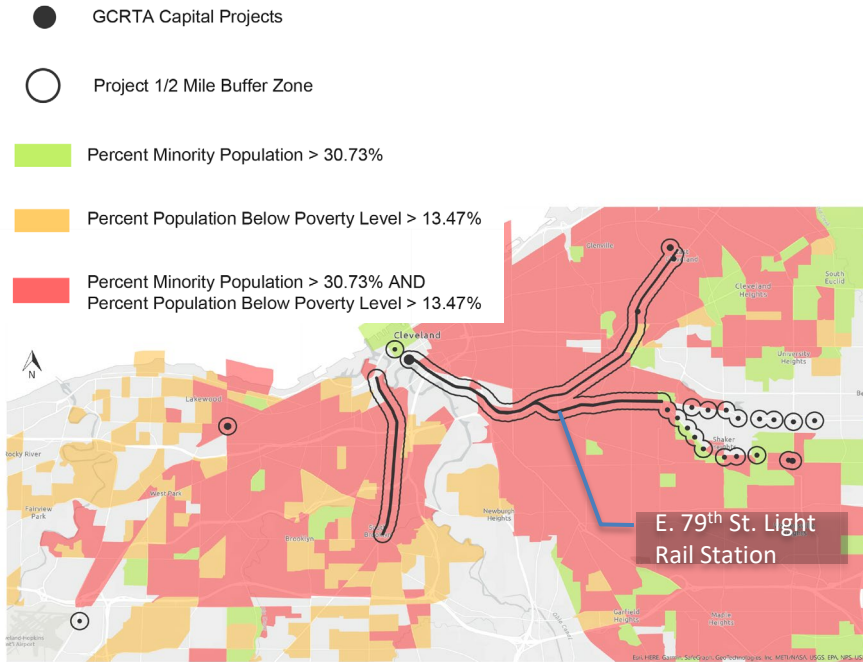 GCRTA Capital Projects
Project 1/2 Mile Buffer Zone
Percent Minority Population > 30.73%
Percent Population Below Poverty Level > 13.47%
Percent Minority Population > 30.73% AND
Percent Population Below Poverty Level > 13.47%
Glenville
South
Euclid
Cleveland
Heights
Cleveland
University
Heights
N
Lakewood
Shaker
Rocky River
West Park
Fairview
Park
Newburgh
Heights
Brooklyn
E. 79th St. Light
Rail Station
Garfield
Heights
Maple
Heights